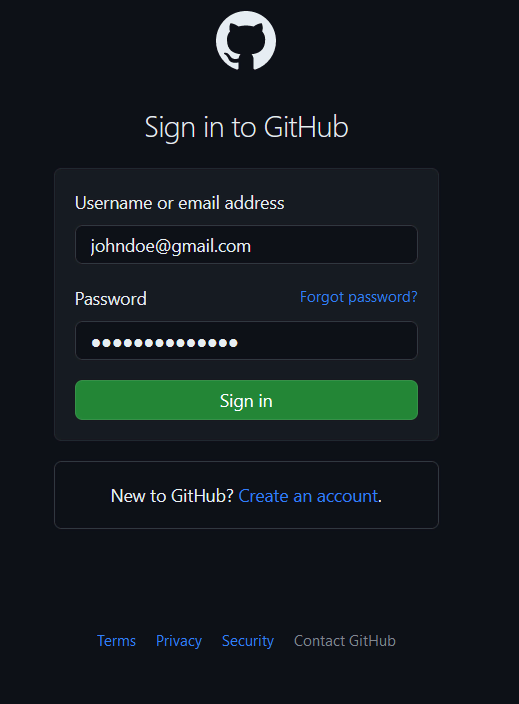 Sign in to GitHub
Username or email address
johndoe@gmail.com
Password Forgot password?
●●●●●●●●●●●●●●
Sign in
New to GitHub? Create an account.
Terms Privacy Security Contact GitHub